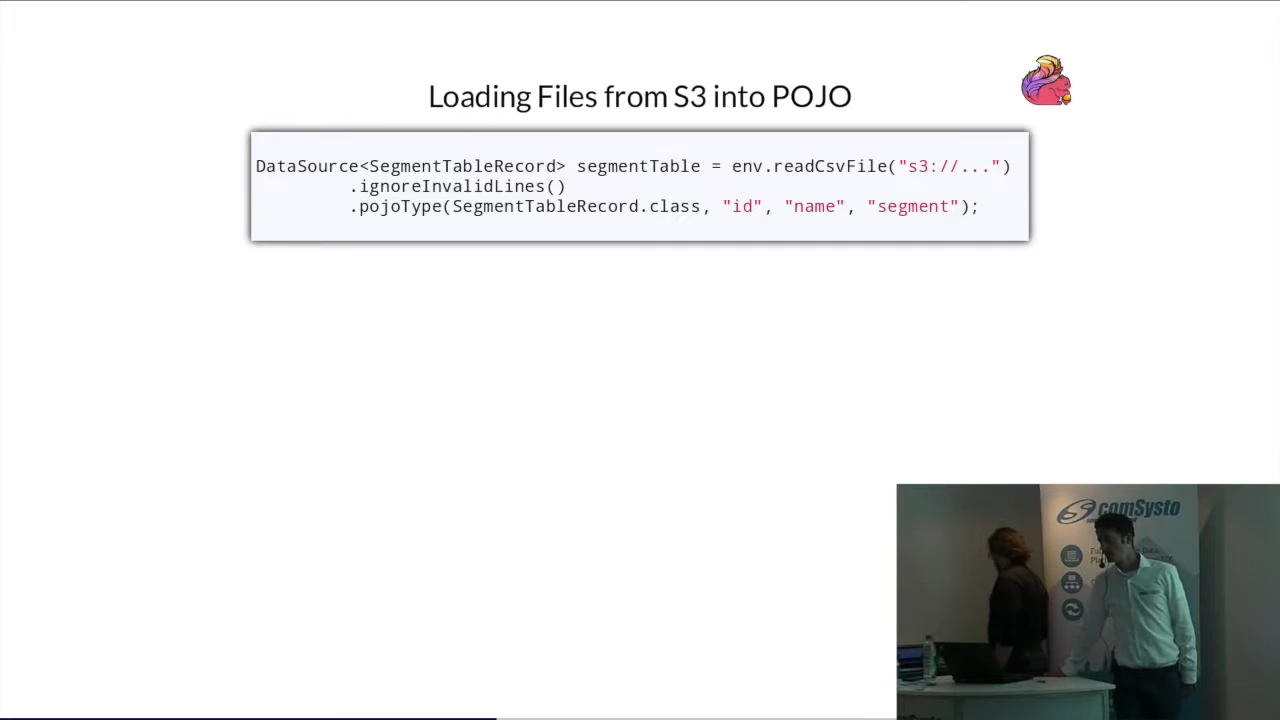 Loading Files from S3 into POJO
DataSource<SegmentTableRecord> segmentTable = env.readCsvFile("s3://...")
.ignoreInvalidLines()
.pojoType(SegmentTableRecord.class, "id", "name", "segment");
comSysto